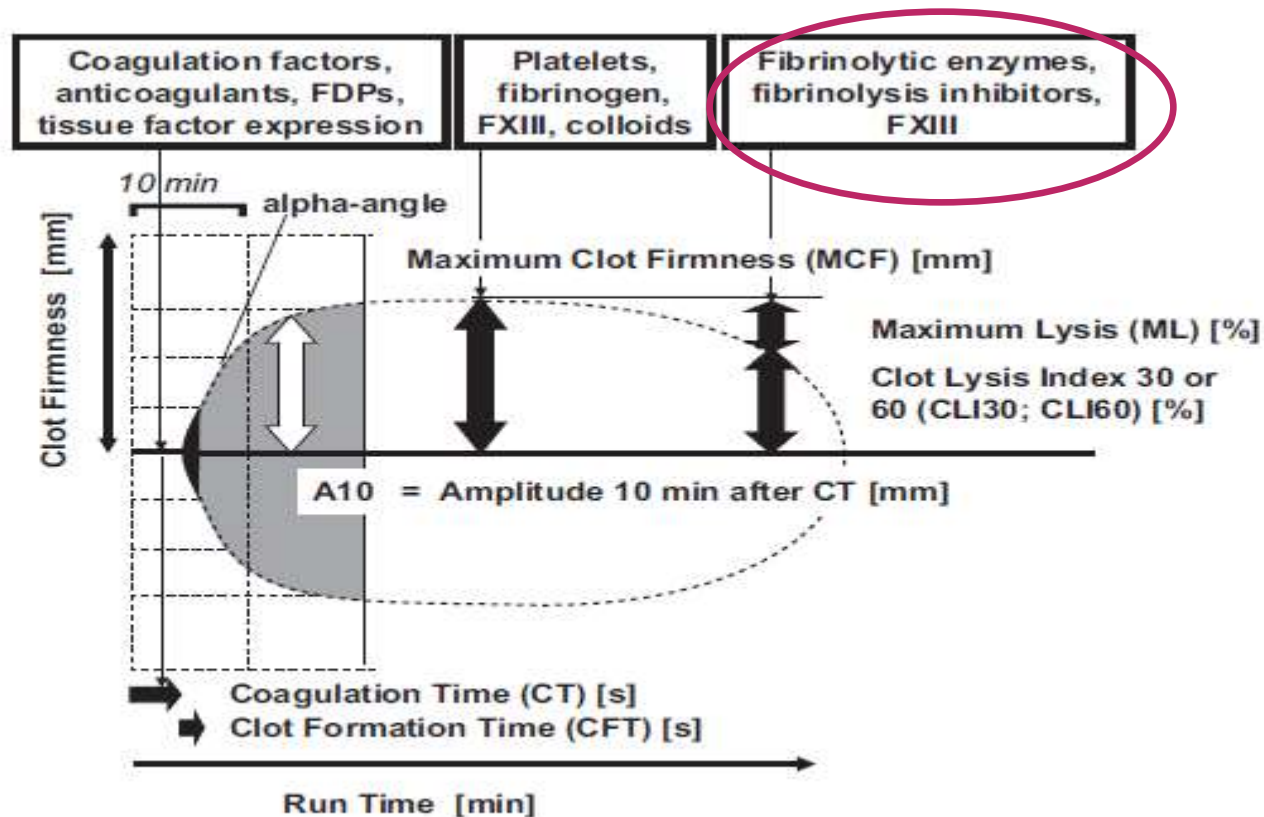 Coagulation factors,
anticoagulants, FDPs,
tissue factor expression
Platelets,
fibrinogen,
FXIII, colloids
Fibrinolytic enzymes,
fibrinolysis inhibitors,
FXIII
10 min
alpha-angle
Clot Firmness [mm]
Maximum Clot Firmness (MCF) [mm]
Maximum Lysis (ML) [%]
Clot Lysis Index 30 or
60 (CLI30; CLI60) [%]
A10 = Amplitude 10 min after CT [mm]
Coagulation Time (CT) [s]
Clot Formation Time (CFT) [s]
Run Time [min]